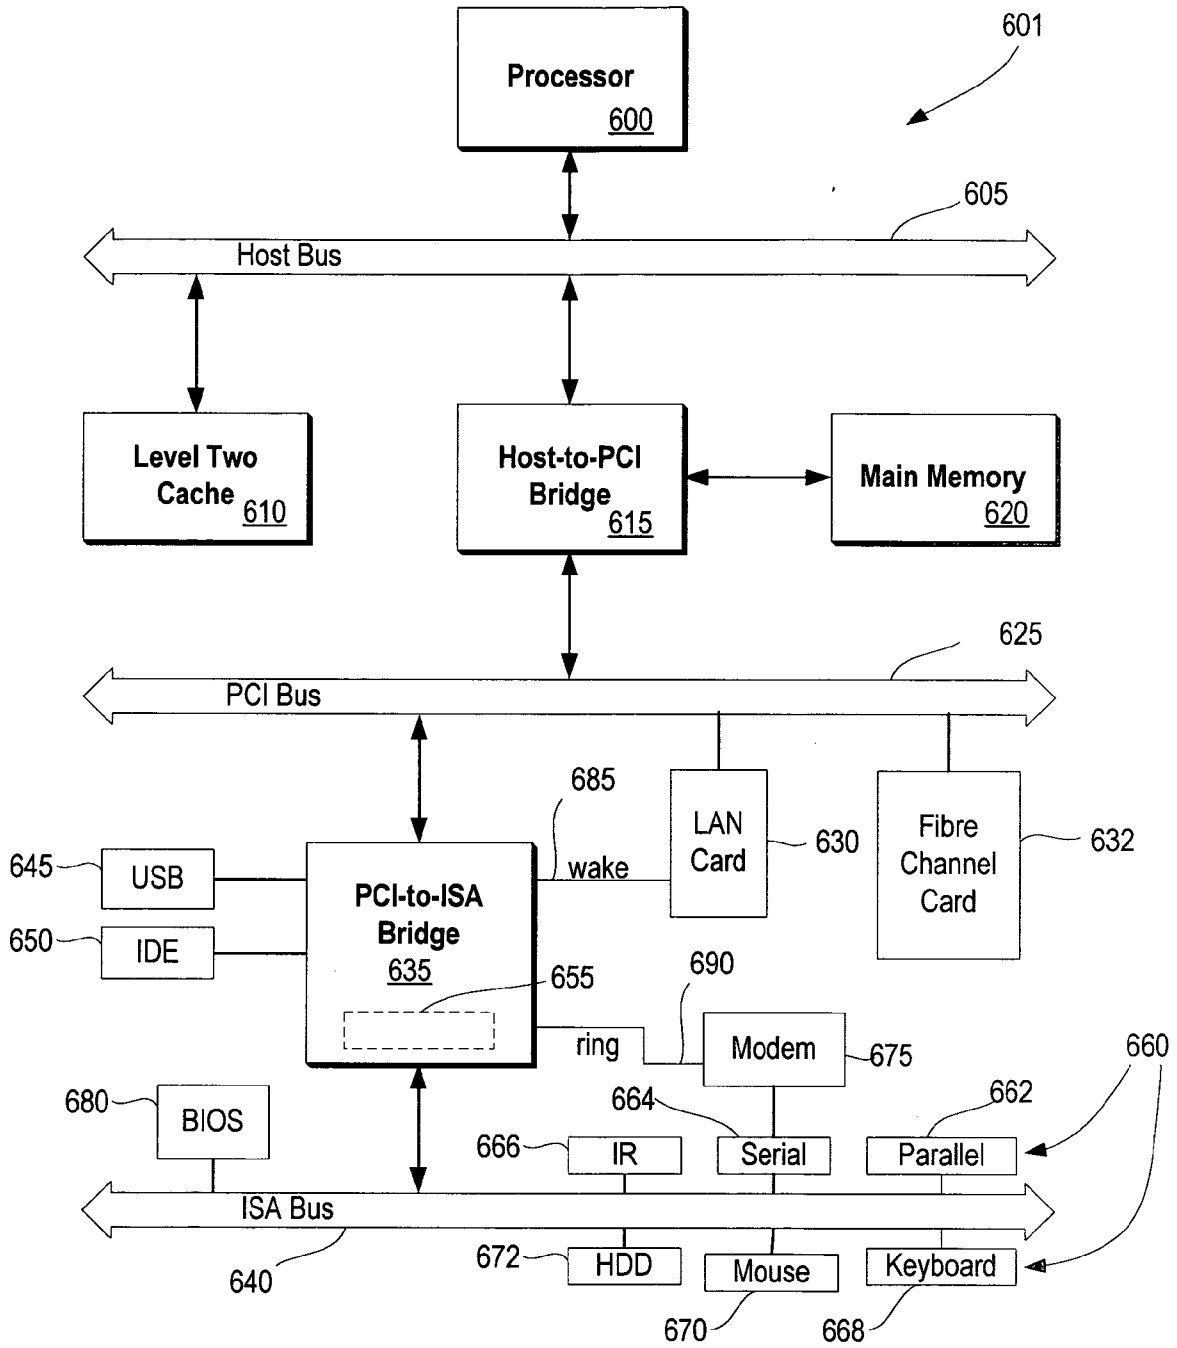 601
Processor
600
605
Host Bus
Level Two
Cache
610
Host-to-PCI
Bridge
615
Main Memory
620
625
PCI Bus
685
LAN
Card
630
Fibre
Channel
Card
632
wake
645
USB
PCI-to-ISA
Bridge
635
650
IDE
655
690
ring
Modem
675
660
680
BIOS
664
662
666
IR
Serial
Parallel
ISA Bus
640
672
HDD
Mouse
670
Keyboard
668